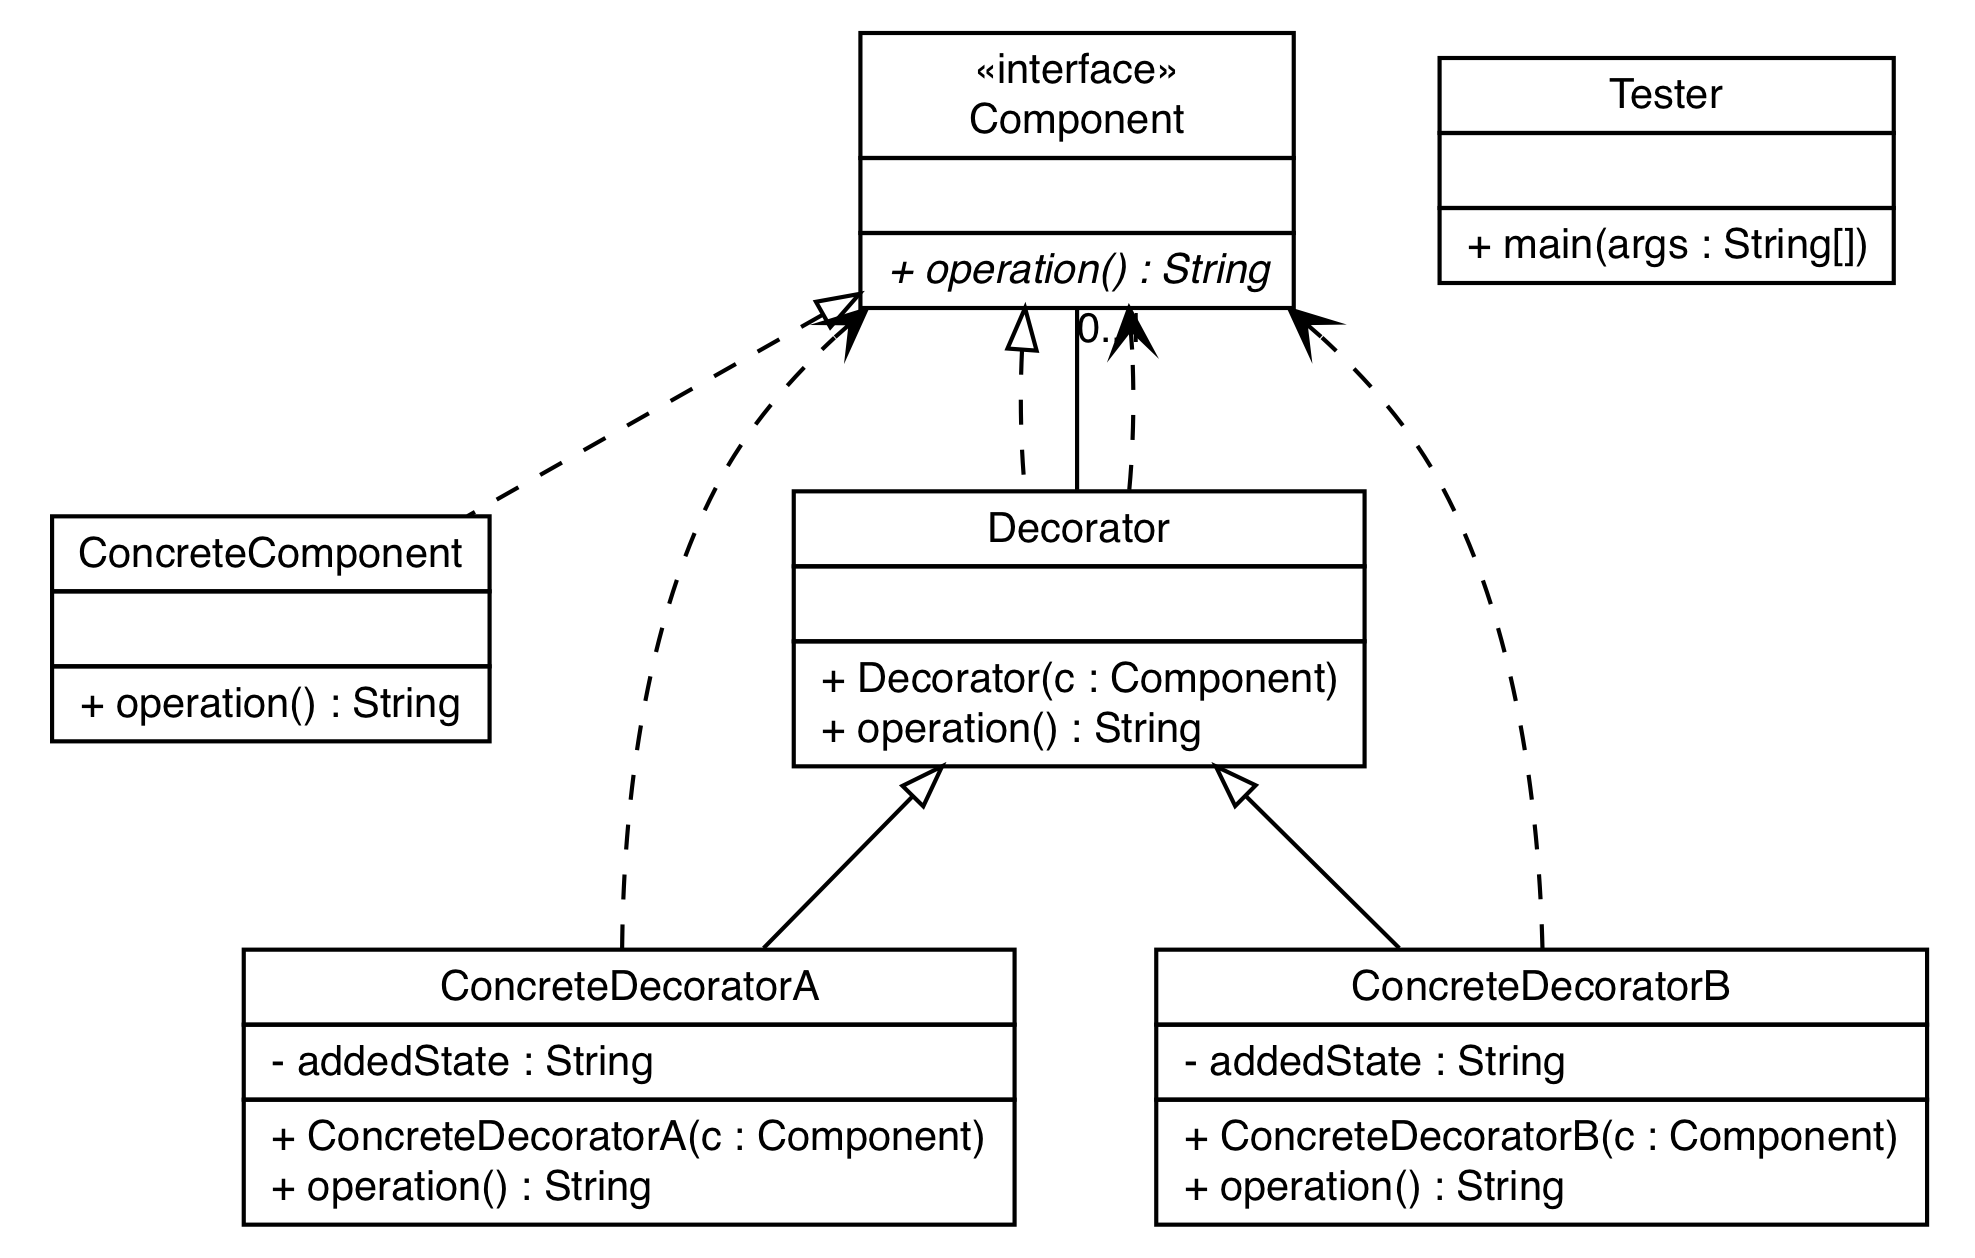 «interface»
Component
+ operation() : String
Tester
+ main(args : String[])
0..
ConcreteComponent
+ operation() : String
Decorator
+ Decorator(c : Component)
+ operation() : String
ConcreteDecoratorA
- addedState : String
+ ConcreteDecoratorA(c : Component)
+ operation() : String
ConcreteDecoratorB
- addedState : String
+ ConcreteDecoratorB(c : Component)
+ operation() : String